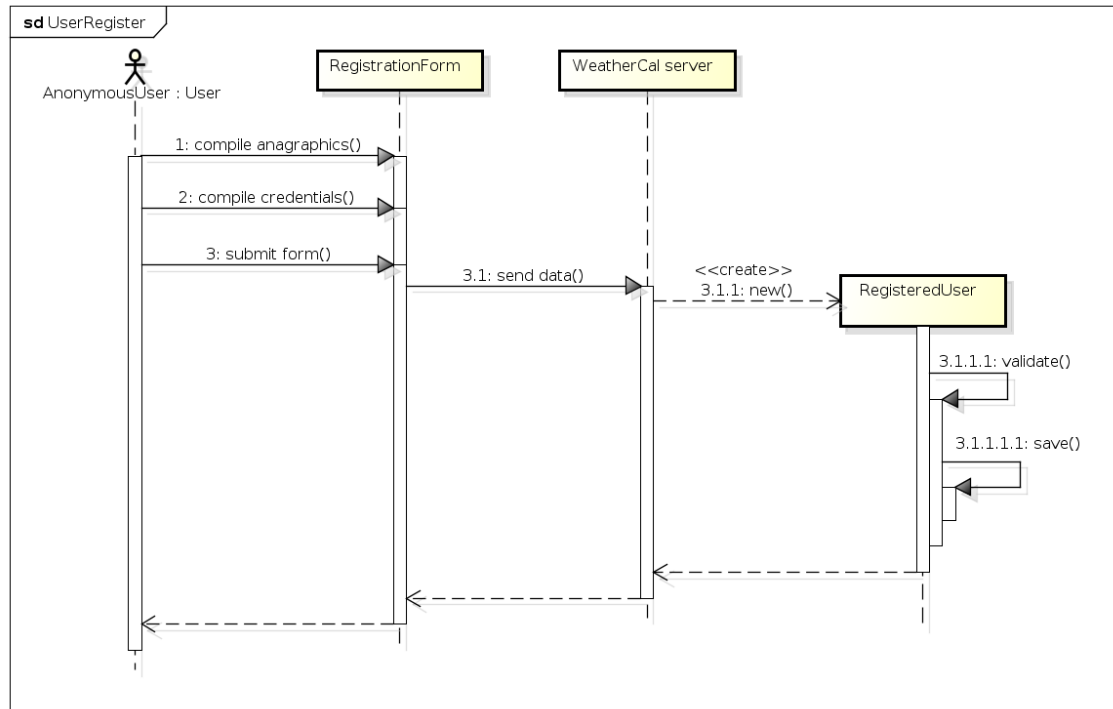 sd UserRegister
AnonymousUser : User
RegistrationForm
WeatherCal server
1: compile anagraphics()
2: compile credentials()
3: submit form()
3.1: send data()
<<create>>
3.1.1: new()
RegisteredUser
3.1.1.1: validate()
3.1.1.1.1: save()